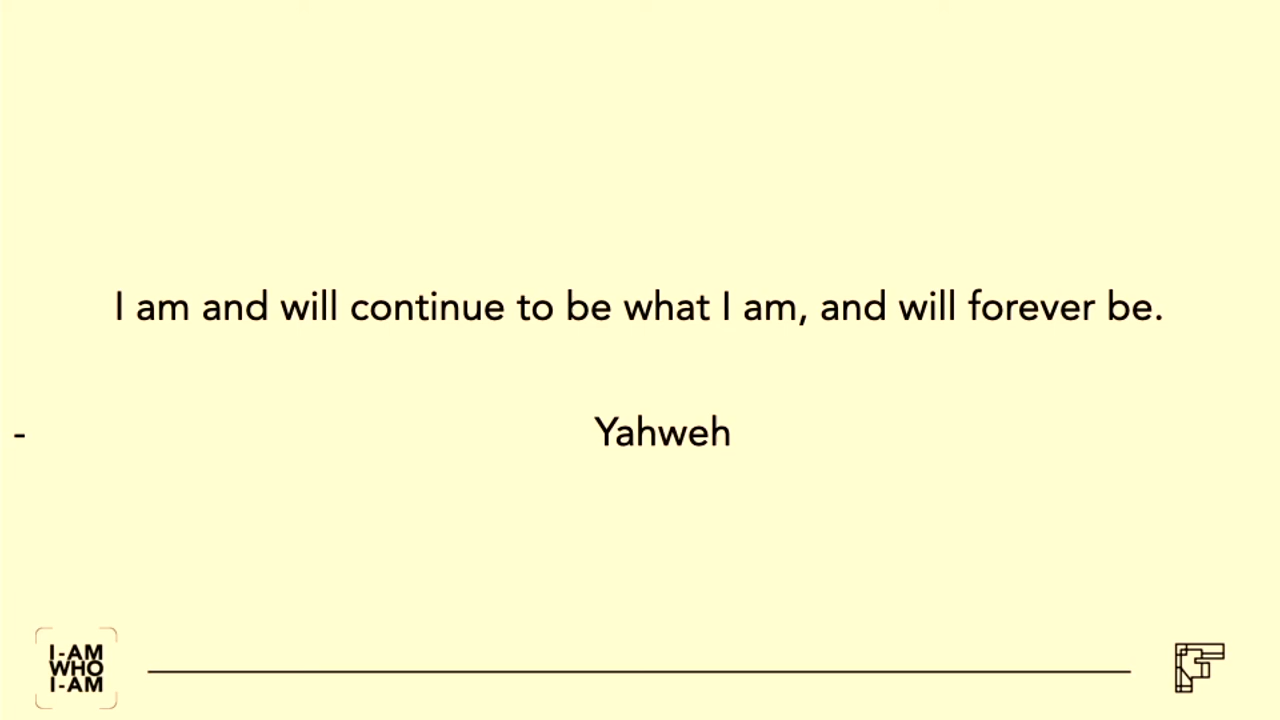 I am and will continue to be what I am, and will forever be.
- Yahweh
I-AM
WHO
I-AM